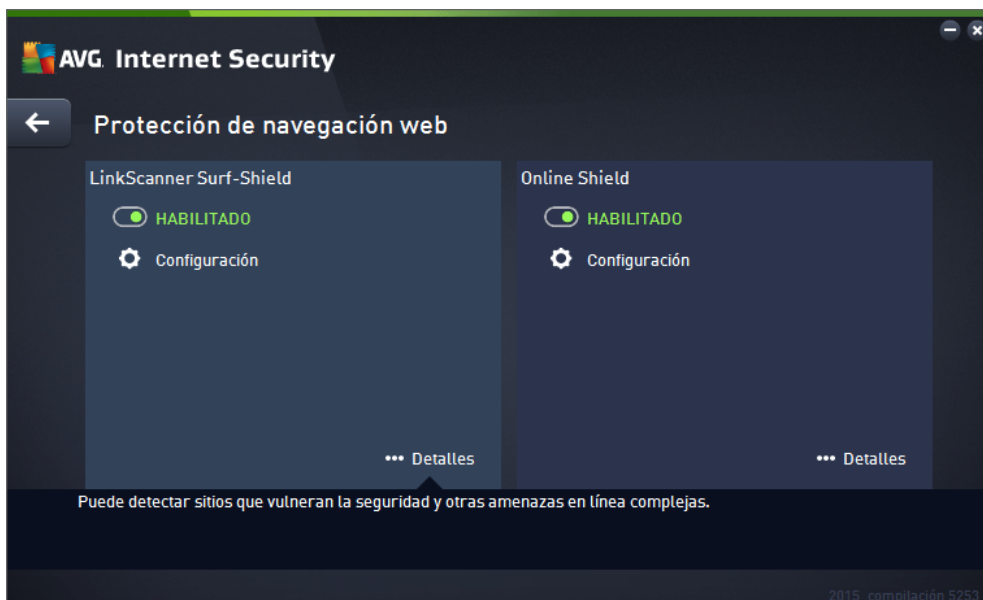 AVG. Internet Security
Protección de navegación web
LinkScanner Surf-Shield
HABILITADO
Configuración
••• Detalles
Online Shield
HABILITADO
Configuración
••• Detalles
Puede detectar sitios que vulneran la seguridad y otras amenazas en línea complejas.
2015 compilación 5253